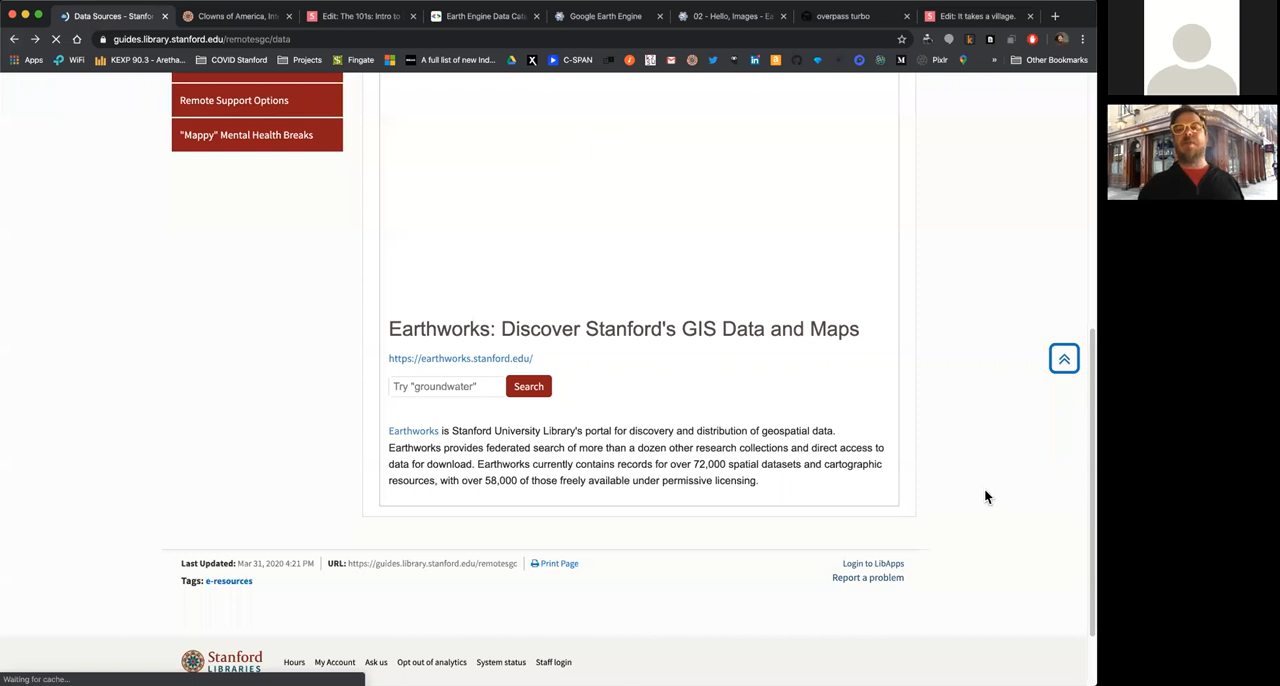 Data Sources - Stanfor
Clowns of America, Int
Edit: The 101s: Intro to
Earth Engine Data Cata
Google Earth Engine
02 - Hello, Images - Ea
overpass turbo
Edit: It takes a village.
guides.library.stanford.edu/remotesgc/data
Apps
WiFi
KEXP 90.3 - Aretha...
COVID Stanford
Projects
Fingate
A full list of new Ind...
C-SPAN
Pixlr
Other Bookmarks
Remote Support Options
"Mappy" Mental Health Breaks
Earthworks: Discover Stanford's GIS Data and Maps
https://earthworks.stanford.edu/
Try "groundwater"
Search
Earthworks is Stanford University Library's portal for discovery and distribution of geospatial data.
Earthworks provides federated search of more than a dozen other research collections and direct access to
data for download. Earthworks currently contains records for over 72,000 spatial datasets and cartographic
resources, with over 58,000 of those freely available under permissive licensing.
Last Updated: Mar 31, 2020 4:21 PM
URL: https://guides.library.stanford.edu/remotesgc
Print Page
Login to LibApps
Report a problem
Tags: e-resources
Stanford
LIBRARIES
Hours
My Account
Ask us
Opt out of analytics
System status
Staff login
Waiting for cache...